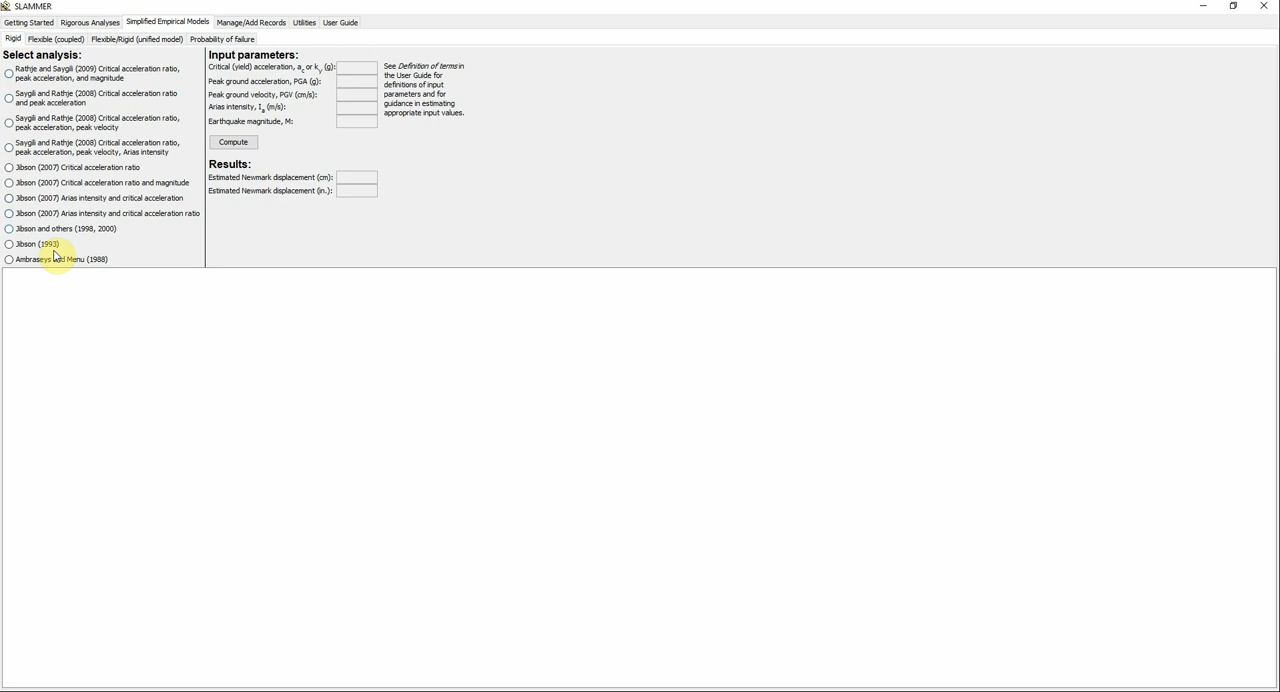 SLAMMER
Getting Started Rigorous Analyses Simplified Empirical Models Manage/Add Records Utilities User Guide
Rigid Flexible (coupled) Flexible/Rigid (unified model) Probability of failure
Select analysis:
Rathje and Saygili (2009) Critical acceleration ratio,
peak acceleration, and magnitude
Saygili and Rathje (2008) Critical acceleration ratio
and peak acceleration
Saygili and Rathje (2008) Critical acceleration ratio,
peak acceleration, peak velocity
Saygili and Rathje (2008) Critical acceleration ratio,
peak acceleration, peak velocity, Arias intensity
Jibson (2007) Critical acceleration ratio
Jibson (2007) Critical acceleration ratio and magnitude
Jibson (2007) Arias intensity and critical acceleration
Jibson (2007) Arias intensity and critical acceleration ratio
Jibson and others (1998, 2000)
Jibson (1993)
Ambraseys and Menu (1988)
Input parameters:
Critical (yield) acceleration, ac or ky (g):
Peak ground acceleration, PGA (g):
Peak ground velocity, PGV (cm/s):
Arias intensity, Ia (m/s):
Earthquake magnitude, M:
See Definition of terms in
the User Guide for
definitions of input
parameters and for
guidance in estimating
appropriate input values.
Compute
Results:
Estimated Newmark displacement (cm):
Estimated Newmark displacement (in.):